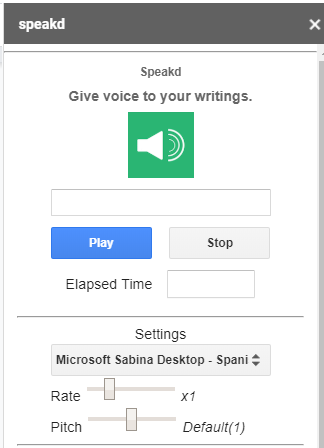 speakd ×
Speakd
Give voice to your writings.
Play Stop
Elapsed Time
Settings
Microsoft Sabina Desktop - Spani
Rate x1
Pitch Default(1)